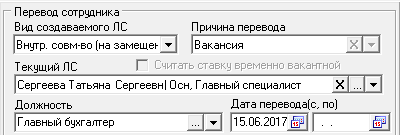 Перевод сотрудника
Вид создаваемого ЛС Причина перевода
Внутр. совм-во (на замещен Вакансия
Текущий ЛС Считать ставку временно вакантной
Сергеева Татьяна Сергеевн| Осн, Главный специалист X ...
Должность Дата перевода(с, по)
Главный бухгалтер ... 15.06.2017 . .